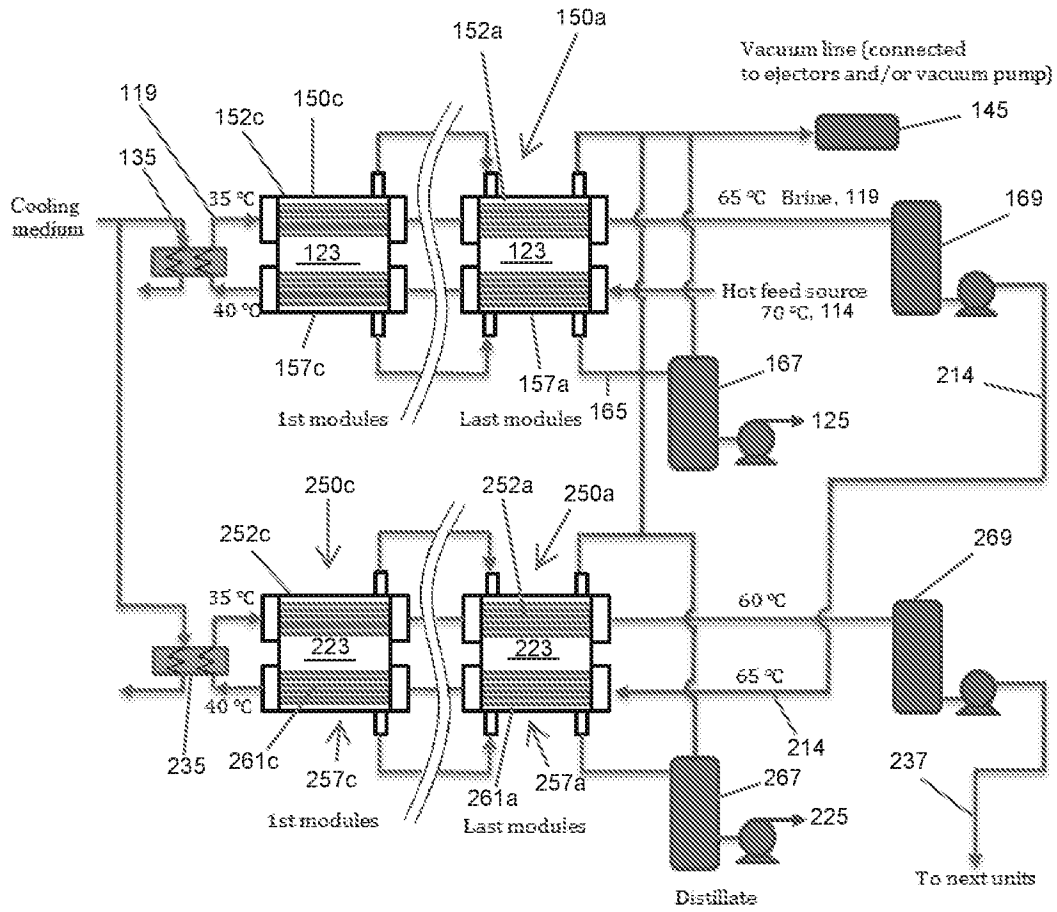 152a
150a
Vacuum line (connected
to ejectors and/or vacuum pump)
119
150c
152c
145
135
35 °C
65 °C Brine, 119
169
Cooling
medium
123
123
Hot feed source
70 °C, 114
40 °C
157c
157a
167
214
165
1st modules
Last modules
125
250c
252a
250a
252c
269
35 °C
60 °C
223
223
65 °C
40 °C
214
235
261c
257c
261a
257a
267
237
1st modules
Last modules
225
To next units
Distillate